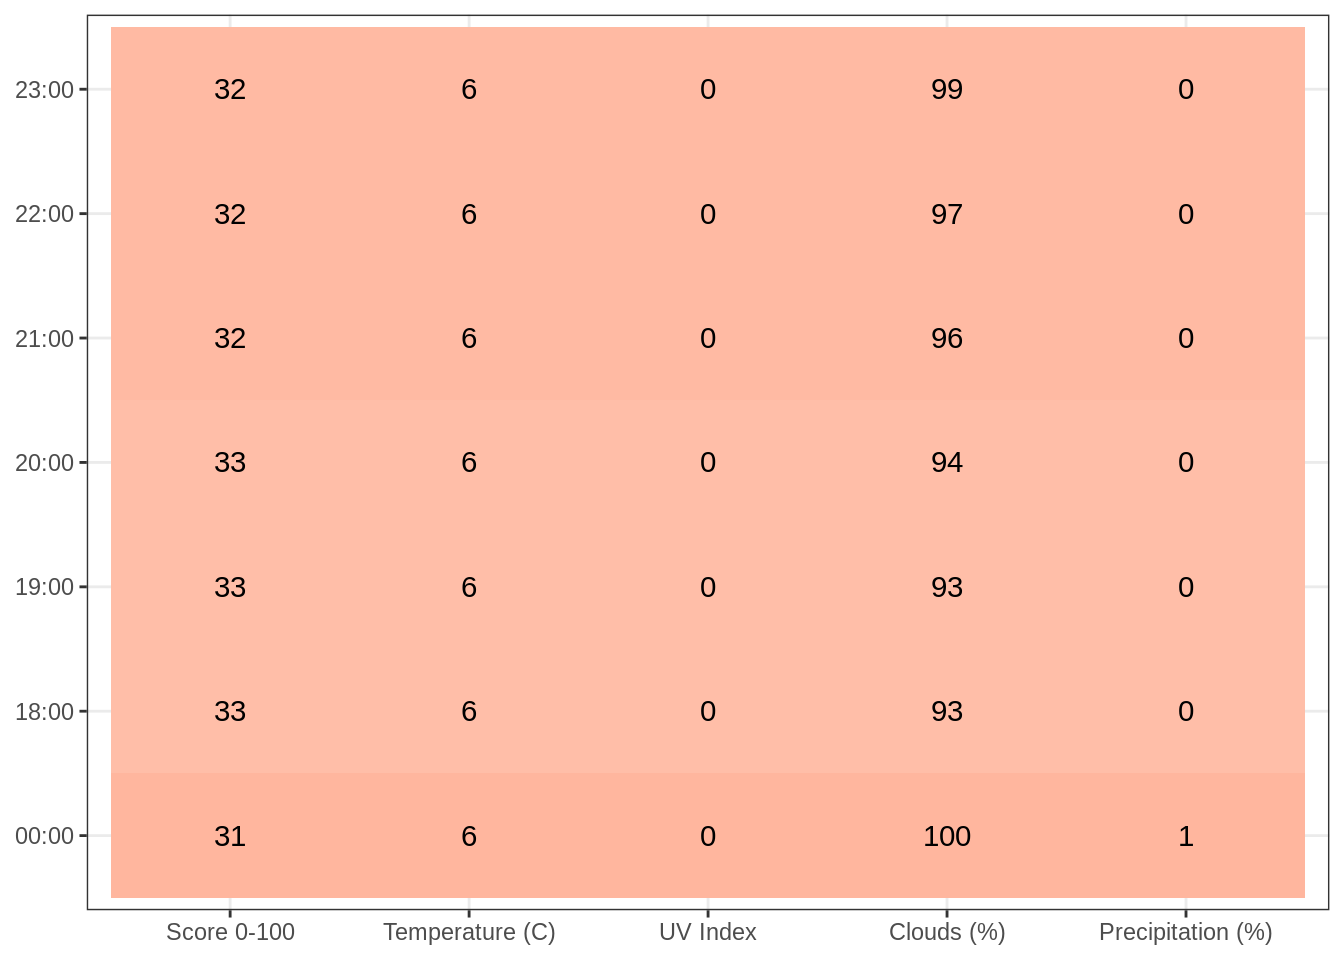 23:00 32 6 0 99 0
22:00 32 6 0 97 0
21:00 32 6 0 96 0
20:00 33 6 0 94 0
19:00 33 6 0 93 0
18:00 33 6 0 93 0
00:00 31 6 0 100 1
Score 0-100 Temperature (C) UV Index Clouds (%) Precipitation (%)